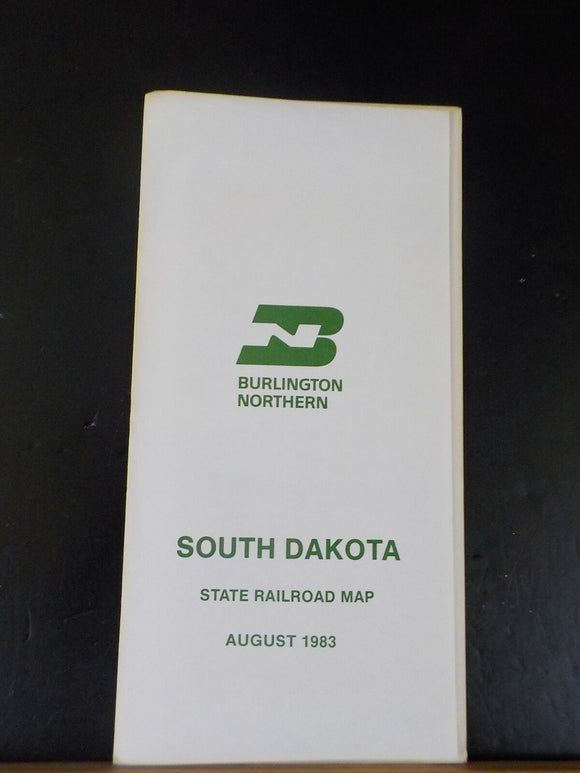 BURLINGTON
NORTHERN
SOUTH DAKOTA
STATE RAILROAD MAP
AUGUST 1983